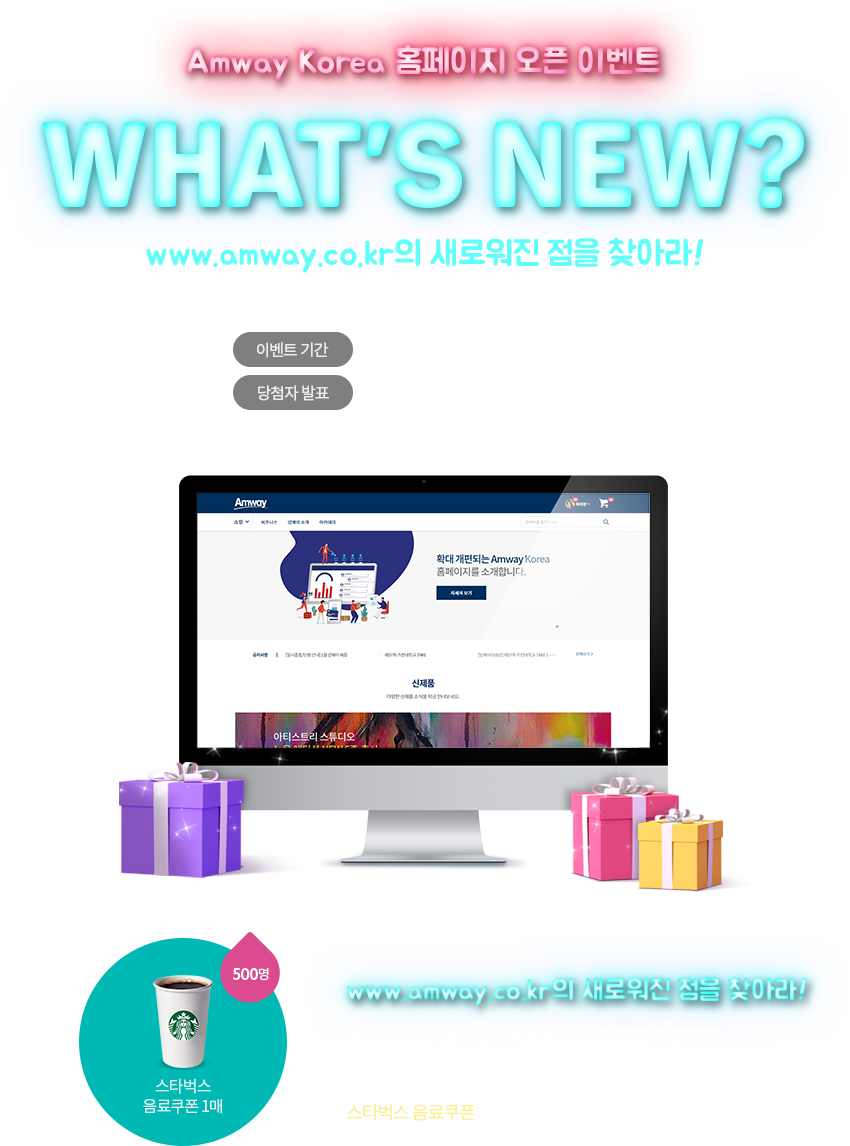 Amway Korea 홈페이지 오픈 이벤트
WHAT'S NEW?
www.amway.co.kr의 새로워진 점을 찾아라!
이벤트 기간
당첨자 발표
Amway
쇼핑 비즈니스 암웨이 소개 아카데미
확대 개편되는 Amway Korea
홈페이지를 소개합니다.
자세히 보기
공지사항
신제품
다양한 신제품 소식을 지금 만나보세요.
아티스트리 스튜디오
500명
스타벅스
음료쿠폰 1매
www.amway.co.kr의 새로워진 점을 찾아라!
스타벅스 음료쿠폰